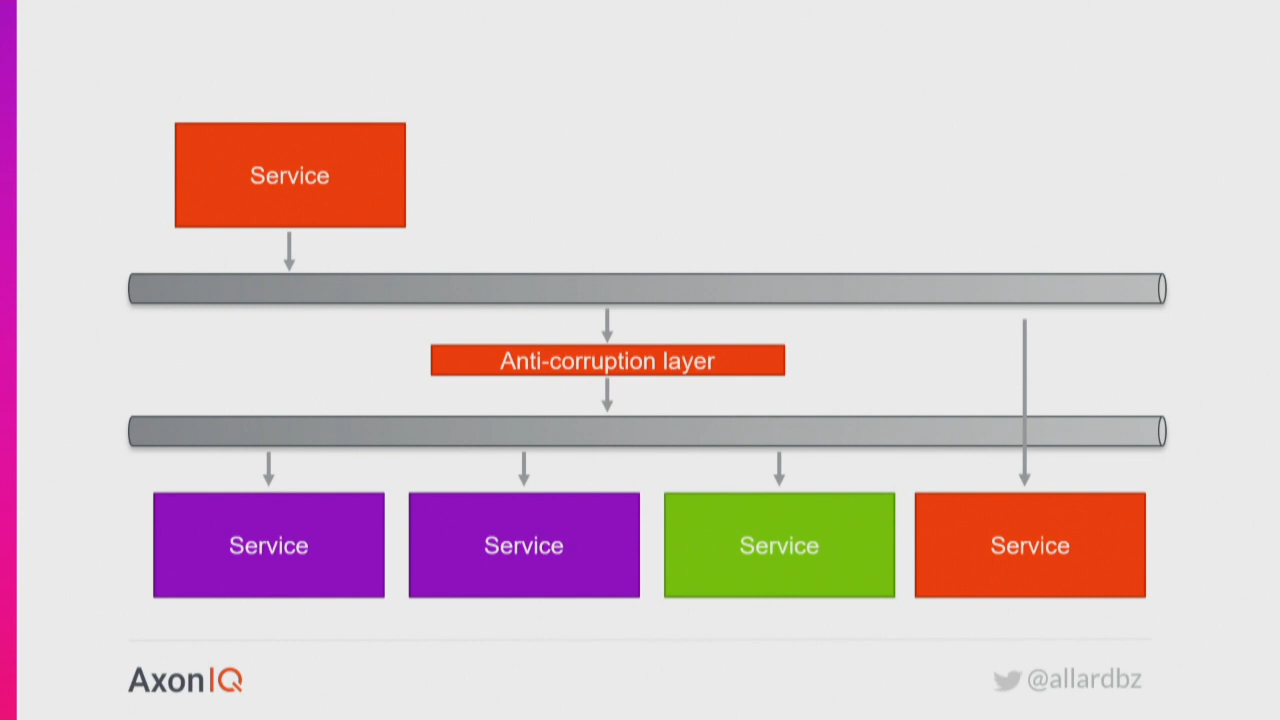 Service
Anti-corruption layer
Service
Service
Service
Service
AxonIQ
@allardbz